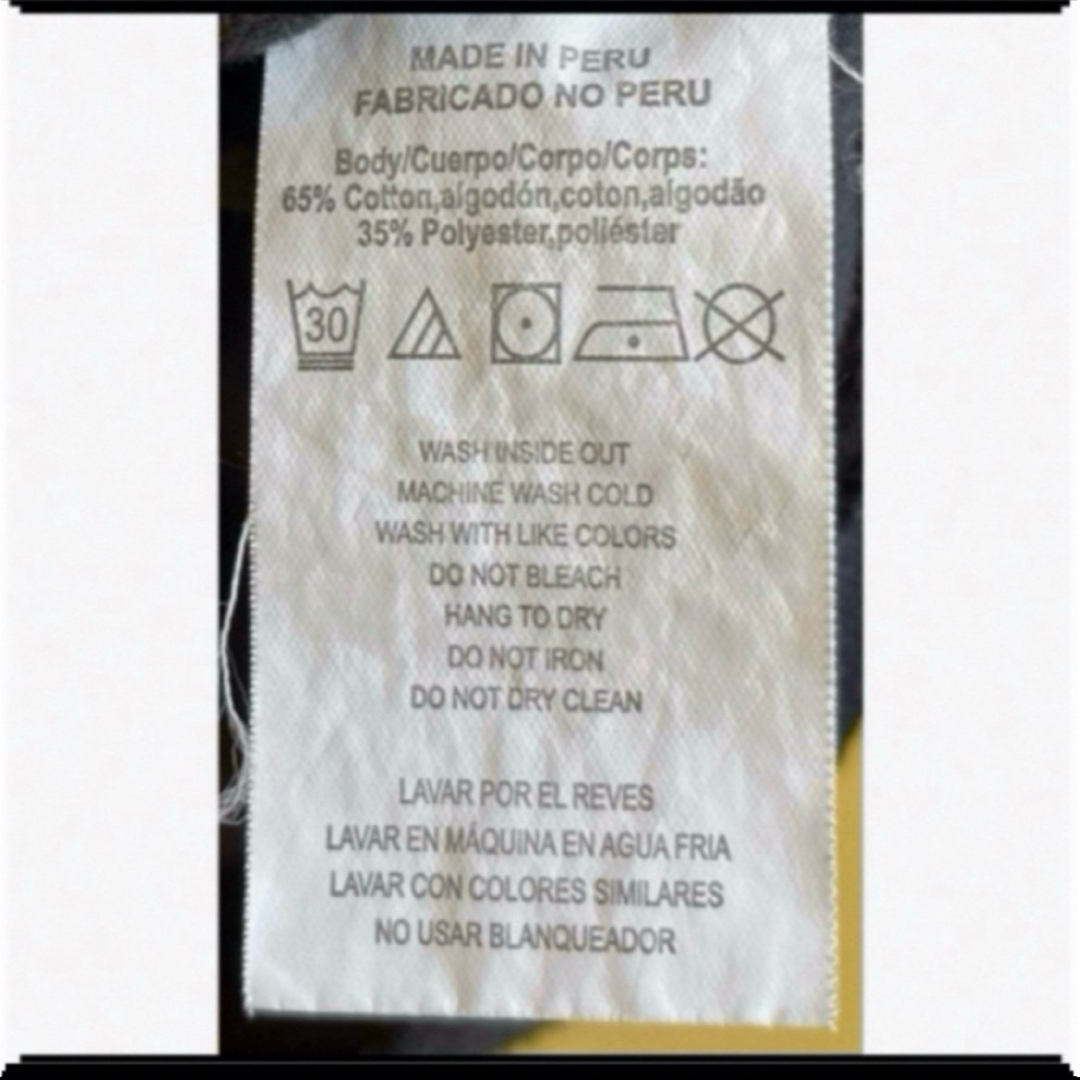 MADE IN PERU
FABRICADO NO PERU
Body/Cuerpo/Corpo/Corps:
65% Cotton,algodón,coton,algodão
35% Polyester,poliéster
30
WASH INSIDE OUT
MACHINE WASH COLD
WASH WITH LIKE COLORS
DO NOT BLEACH
HANG TO DRY
DO NOT IRON
DO NOT DRY CLEAN
LAVAR POR EL REVES
LAVAR EN MÁQUINA EN AGUA FRIA
LAVAR CON COLORES SIMILARES
NO USAR BLANQUEADOR